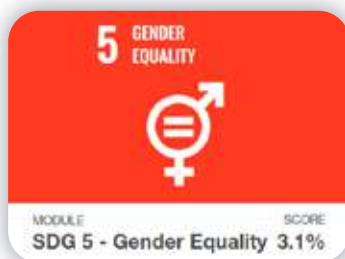 5 GENDER
EQUALITY
MODULE SCORE
SDG 5 - Gender Equality 3.1%